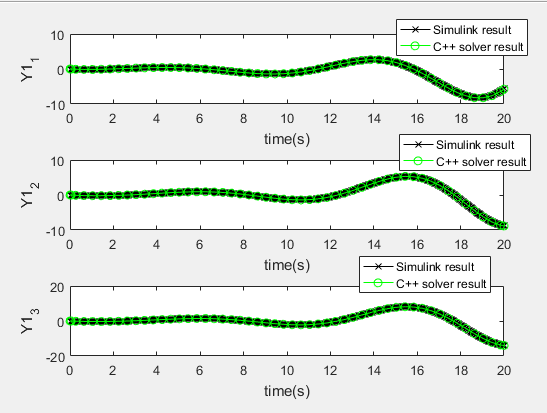 Simulink result
C++ solver result
10
0
-10
Y1_1
0 2 4 6 8 10 12 14 16 18 20
time(s)
Simulink result
C++ solver result
10
0
-10
Y1_2
0 2 4 6 8 10 12 14 16 18 20
time(s)
Simulink result
C++ solver result
20
0
-20
Y1_3
0 2 4 6 8 10 12 14 16 18 20
time(s)